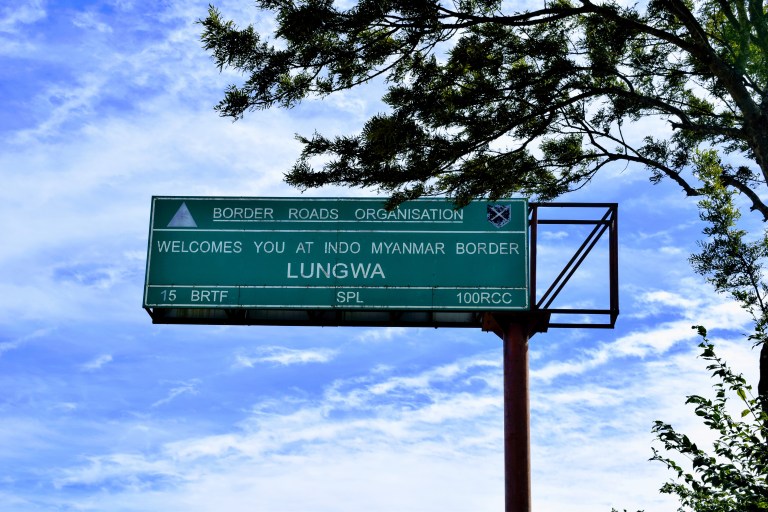 BORDER ROADS ORGANISATION
WELCOMES YOU AT INDO MYANMAR BORDER
LUNGWA
15 BRTF SPL 100RCC